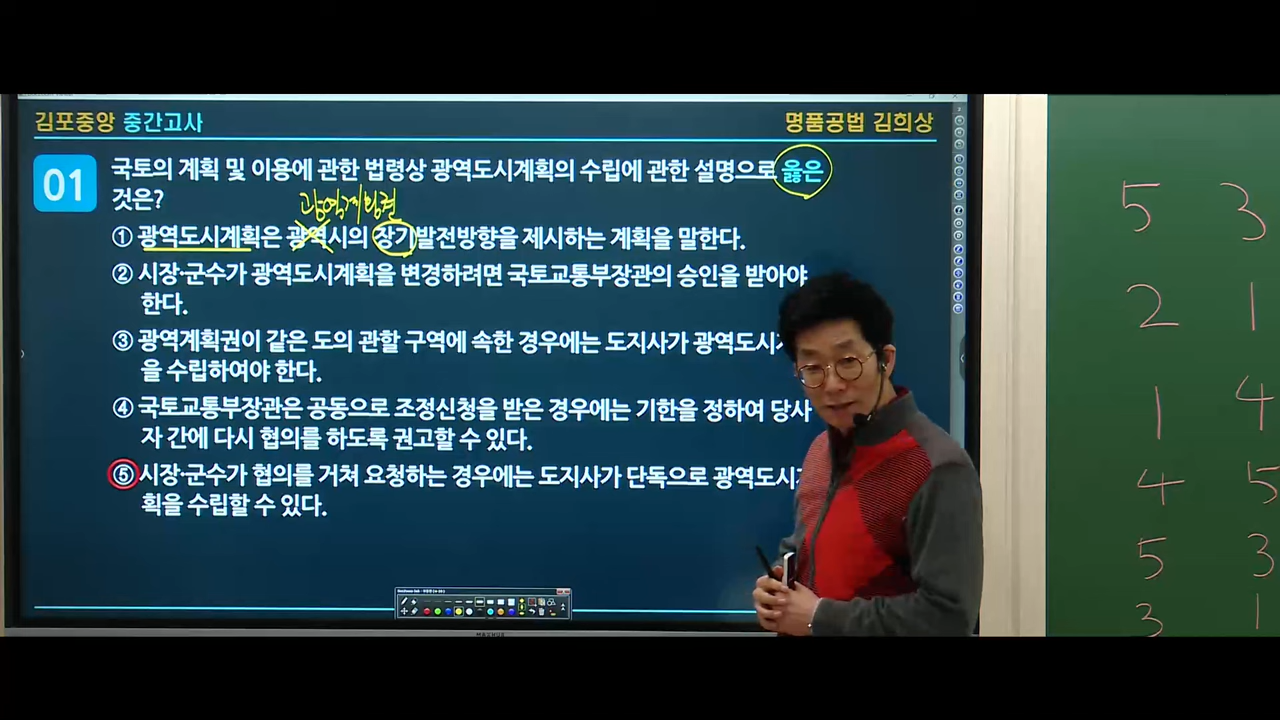 김포중앙 중간고사
명품공법 김희상
01
국토의 계획 및 이용에 관한 법령상 광역도시계획의 수립에 관한 설명으로 옳은
것은?
광역계획권
① 광역도시계획은 광역시의 장기발전방향을 제시하는 계획을 말한다.
② 시장·군수가 광역도시계획을 변경하려면 국토교통부장관의 승인을 받아야
한다.
③ 광역계획권이 같은 도의 관할 구역에 속한 경우에는 도지사가 광역도시계
을 수립하여야 한다.
④ 국토교통부장관은 공동으로 조정신청을 받은 경우에는 기한을 정하여 당사
자 간에 다시 협의를 하도록 권고할 수 있다.
⑤ 시장·군수가 협의를 거쳐 요청하는 경우에는 도지사가 단독으로 광역도시계
획을 수립할 수 있다.
5 3
2 1
1 4
4 5
5 3
3 1